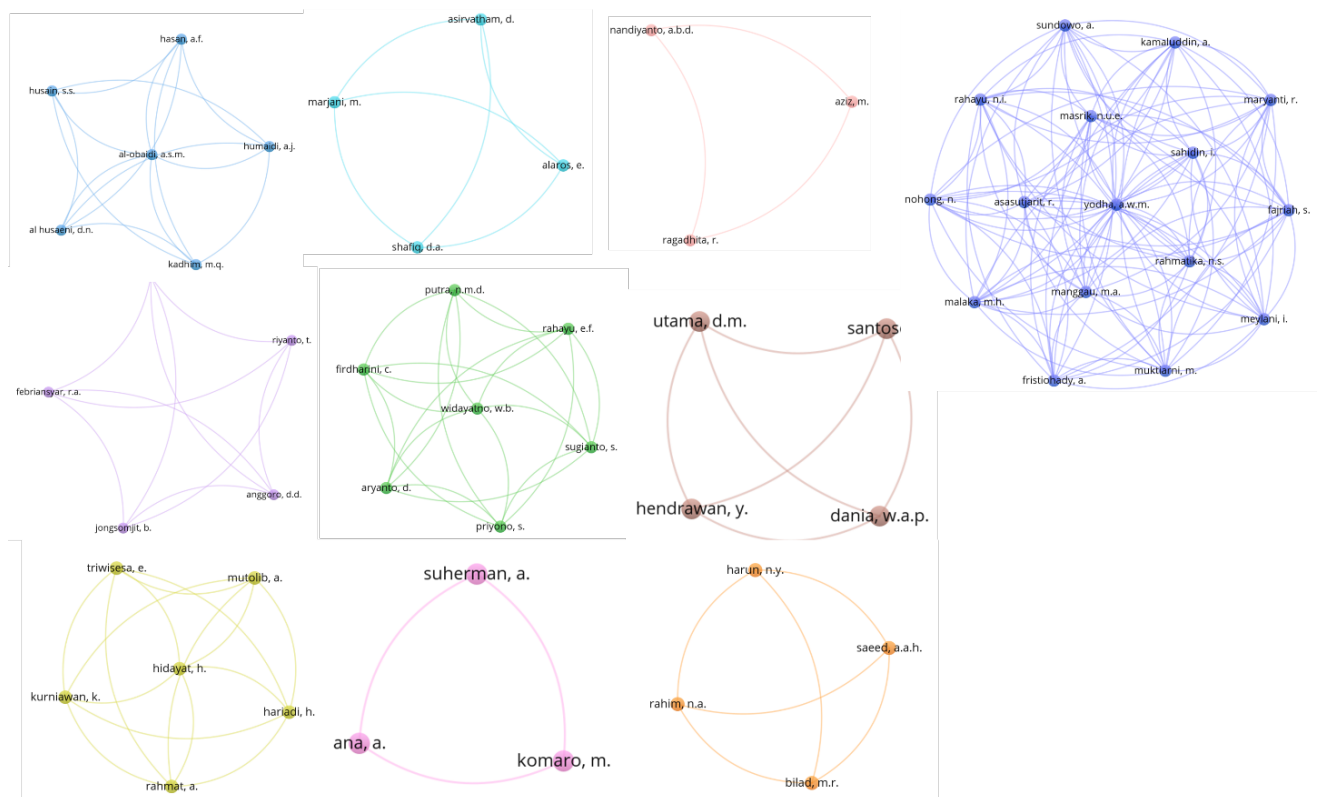 hasan, a.f.
husain, s.s.
al-obaidi, a.s.m.
humaidi, a.j.
al husaeni, d.n.
kadhim, m.q.
asirvatham, d.
marjani, m.
alaros, e.
shafiq, d.a.
nandiyanto, a.b.d.
aziz, m.
ragadhita, r.
sundowo, a.
kamaluddin, a.
rahayu, n.i.
maryanti, r.
masrik, n.u.e.
sahidin, i.
nohong, n.
asasutjarit, r.
yodha, a.w.m.
fajriah, s.
rahmatika, n.s.
malaka, m.h.
manggau, m.a.
meylani, i.
muktiarni, m.
fristiohady, a.
riyanto, t.
febriansyar, r.a.
anggoro, d.d.
jongsomjit, b.
putra, n.m.d.
rahayu, e.f.
firdharini, c.
widayatno, w.b.
sugianto, s.
aryanto, d.
priyono, s.
utama, d.m.
santos
hendrawan, y.
dania, w.a.p.
triwisesa, e.
mutolib, a.
hidayat, h.
kurniawan, k.
hariadi, h.
rahmat, a.
suherman, a.
ana, a.
komaro, m.
harun, n.y.
saeed, a.a.h.
rahim, n.a.
bilad, m.r.